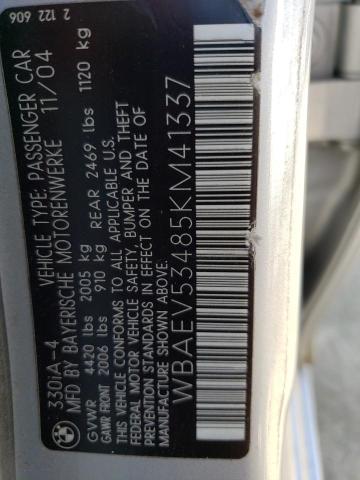 330iA-4 VEHICLE TYPE: PASSENGER CAR
MFD BY BAYERISCHE MOTORENWERKE 11/04
GVWR 4420 lbs 2005 kg
GAWR FRONT 2006 lbs 910 kg REAR 2469 lbs 1120 kg
THIS VEHICLE CONFORMS TO ALL APPLICABLE U.S.
FEDERAL MOTOR VEHICLE SAFETY, BUMPER AND THEFT
PREVENTION STANDARDS IN EFFECT ON THE DATE OF
MANUFACTURE SHOWN ABOVE.
WBAEV53485KM41337
2 122 606